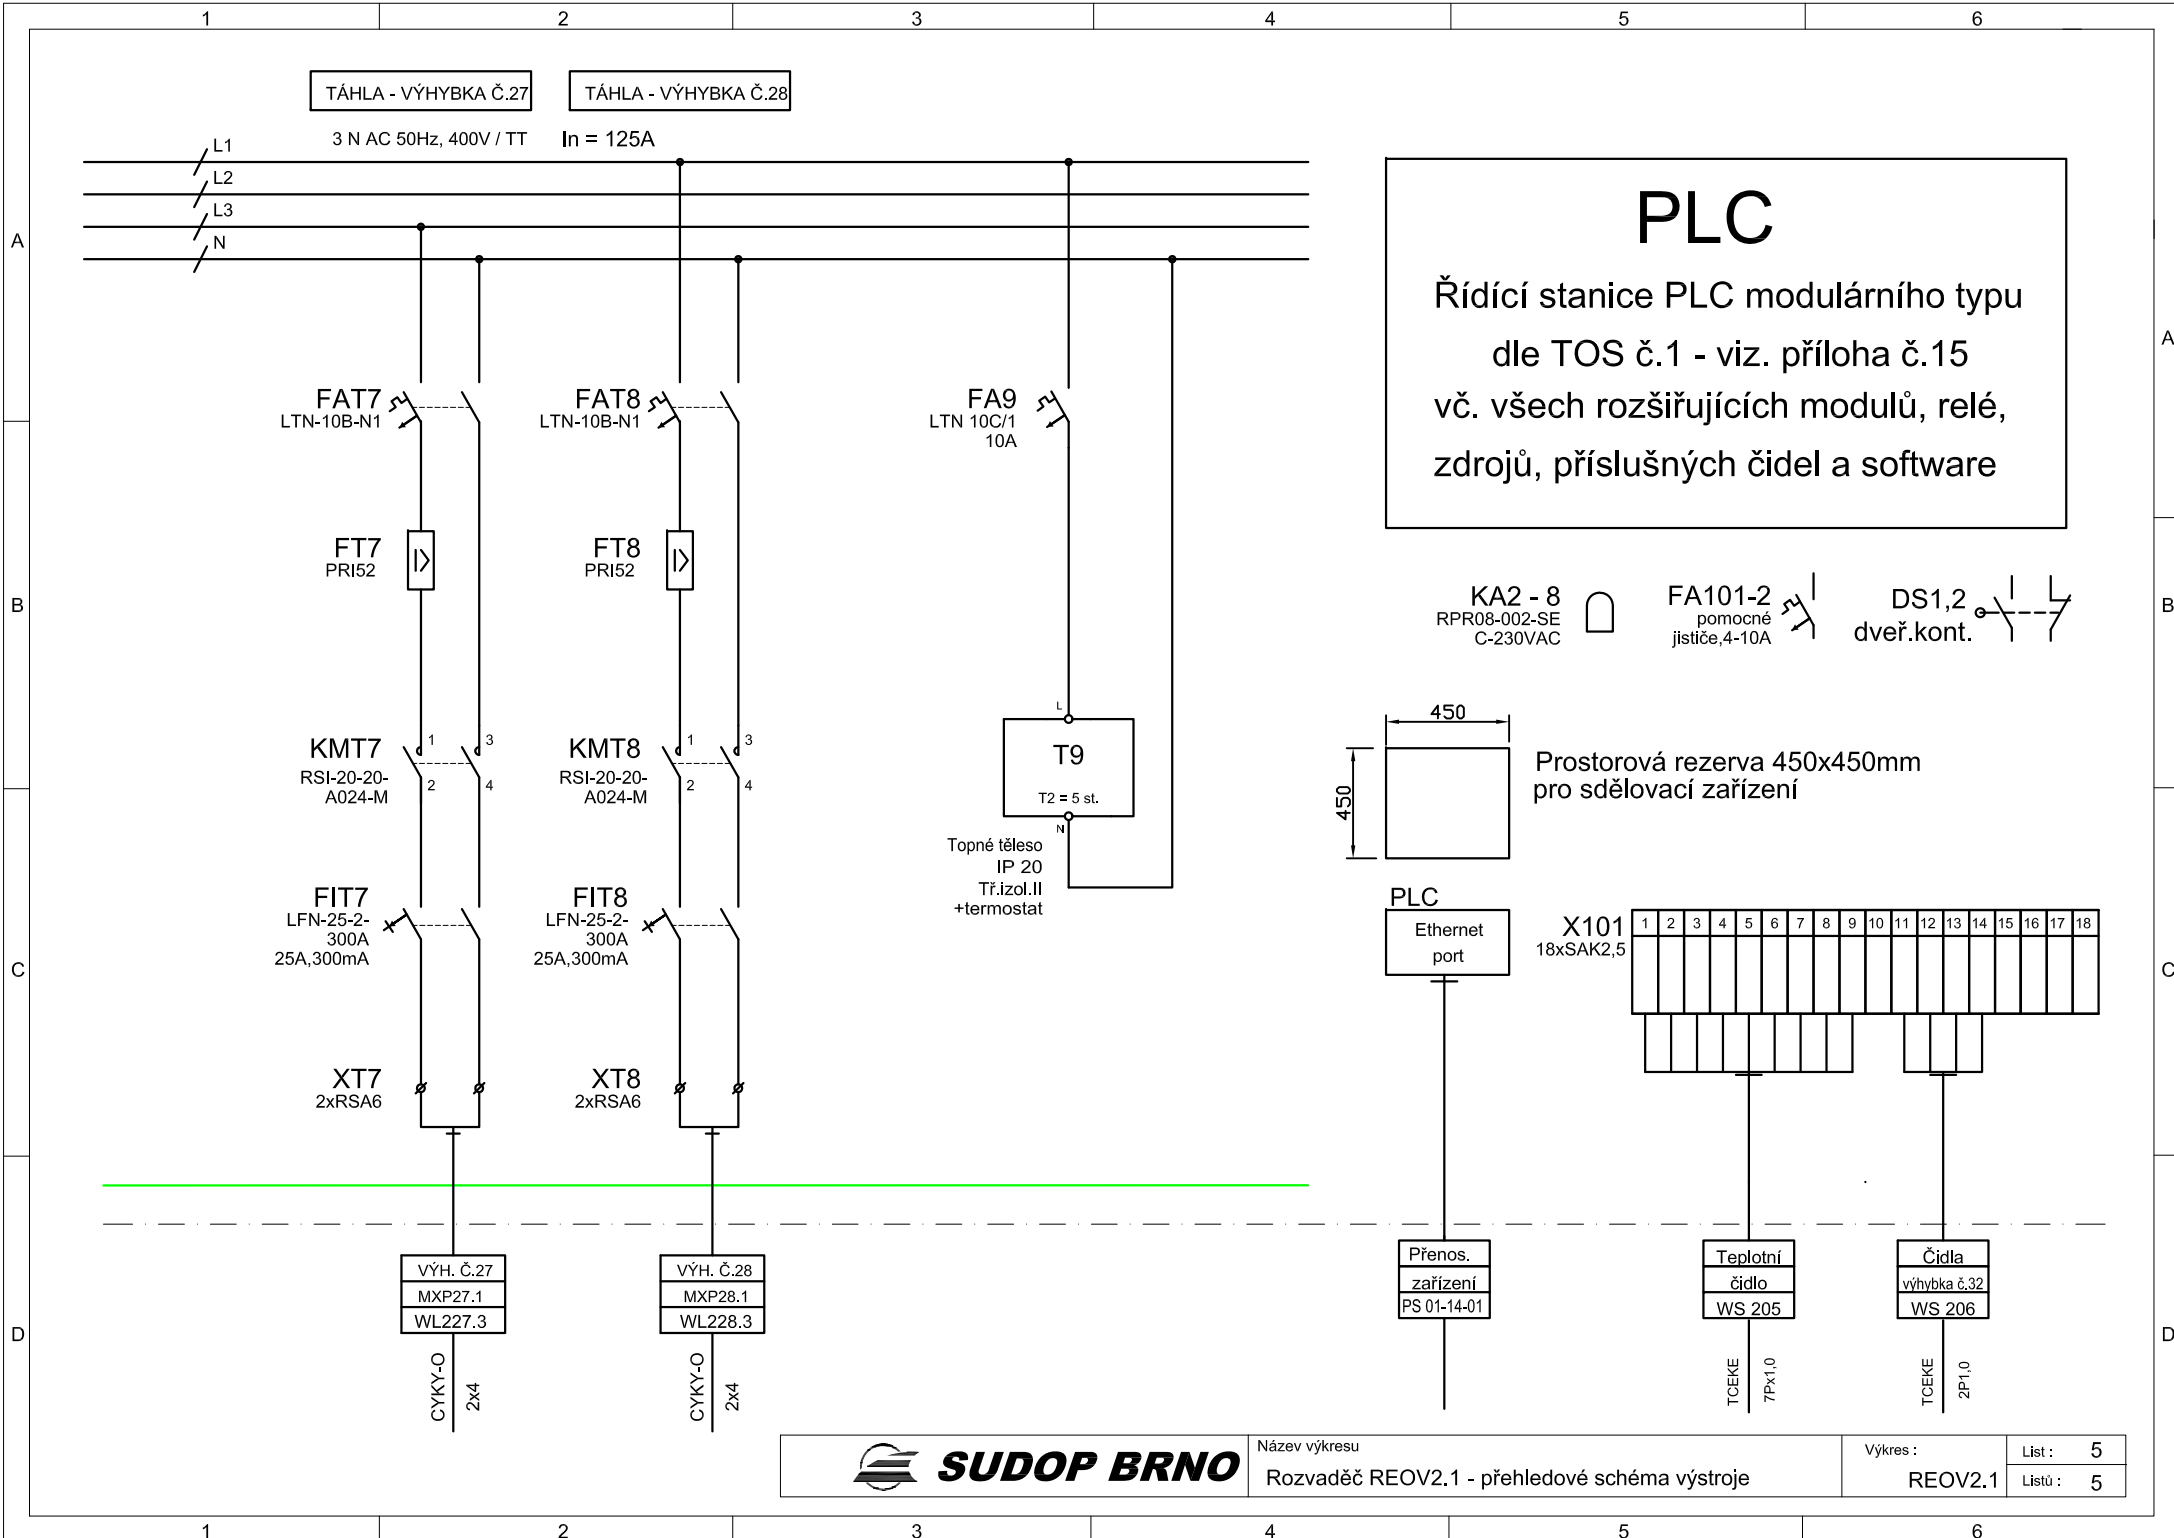 1 2 3 4 5 6
TÁHLA - VÝHYBKA Č.27
TÁHLA - VÝHYBKA Č.28
3 N AC 50Hz, 400V / TT
In = 125A
L1
L2
L3
N
A
A
B
B
C
C
D
D
FAT7
LTN-10B-N1
FAT8
LTN-10B-N1
FA9
LTN 10C/1
10A
FT7
PRI52
FT8
PRI52
KMT7
RSI-20-20-
A024-M
1
3
2
4
KMT8
RSI-20-20-
A024-M
1
3
2
4
L
T9
T2 = 5 st.
N
Topné těleso
IP 20
Tř.izol.II
+termostat
FIT7
LFN-25-2-
300A
25A,300mA
FIT8
LFN-25-2-
300A
25A,300mA
XT7
2xRSA6
XT8
2xRSA6
PLC
Řídící stanice PLC modulárního typu
dle TOS č.1 - viz. příloha č.15
vč. všech rozšiřujících modulů, relé,
zdrojů, příslušných čidel a software
KA2 - 8
RPR08-002-SE
C-230VAC
FA101-2
pomocné
jističe,4-10A
DS1,2
dveř.kont.
450
450
Prostorová rezerva 450x450mm
pro sdělovací zařízení
PLC
Ethernet
port
X101
18xSAK2,5
1 2 3 4 5 6 7 8 9 10 11 12 13 14 15 16 17 18
VÝH. Č.27
MXP27.1
WL227.3
CYKY-O
2x4
VÝH. Č.28
MXP28.1
WL228.3
CYKY-O
2x4
Přenos.
zařízení
PS 01-14-01
Teplotní
čidlo
WS 205
TCEKE
7Px1,0
Čidla
výhybka č.32
WS 206
TCEKE
2P1,0
SUDOP BRNO
Název výkresu
Rozvaděč REOV2.1 - přehledové schéma výstroje
Výkres :
REOV2.1
List : 5
Listů : 5
1 2 3 4 5 6